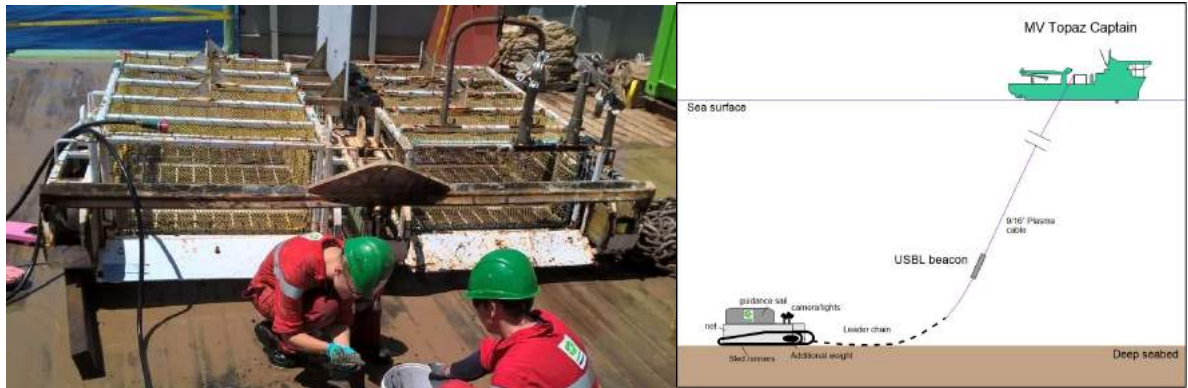 MV Topaz Captain
Sea surface
9/16" Plasma
cable
USBL beacon
guidance sail
camera/lights
net
Leader chain
Sled runners
Additional weight
Deep seabed